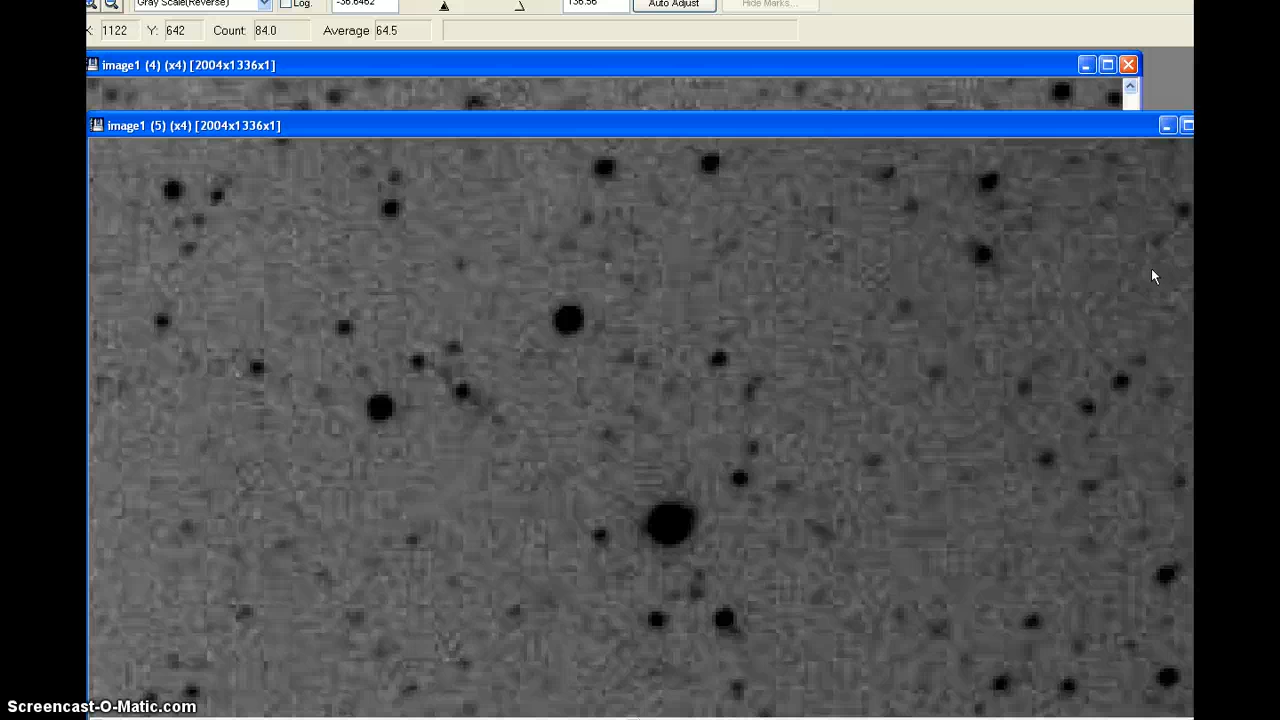 Gray Scale(Reverse) Log. -36.6462 136.56 Auto Adjust Hide Marks...
X: 1122 Y: 642 Count 84.0 Average 64.5
image1 (4) (x4) [2004x1336x1]
image1 (5) (x4) [2004x1336x1]
Screencast-O-Matic.com